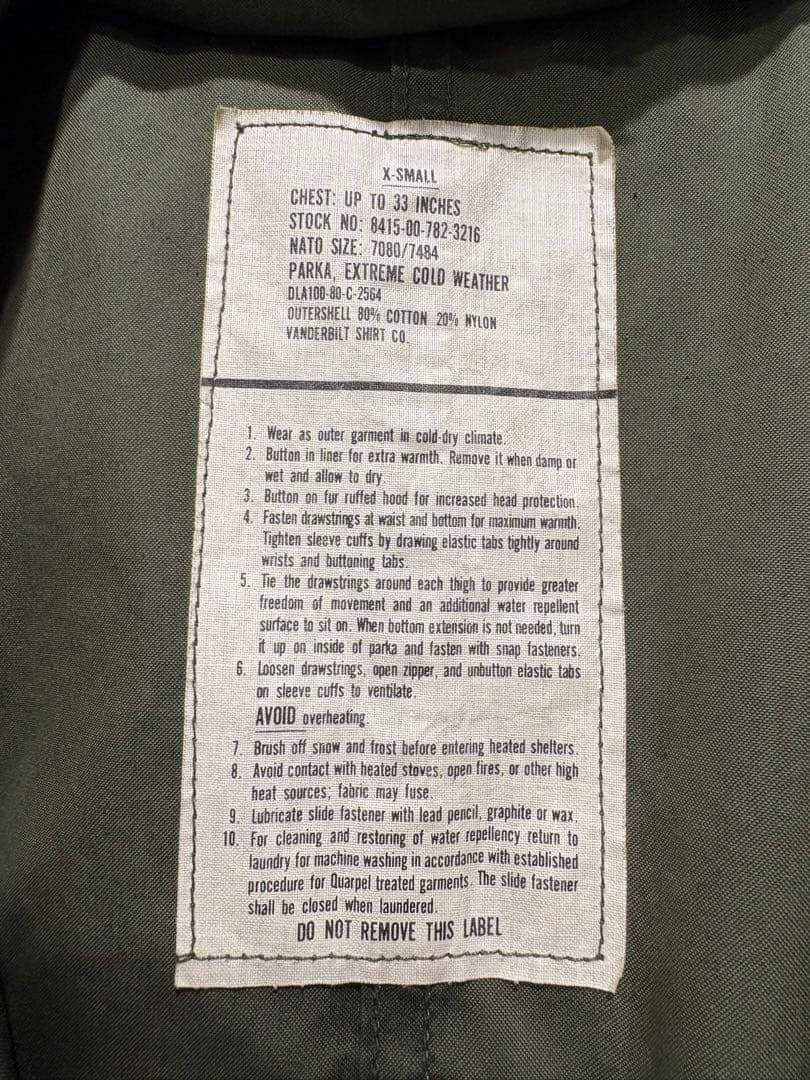 X-SMALL
CHEST: UP TO 33 INCHES
STOCK NO: 8415-00-782-3216
NATO SIZE: 7080/7484
PARKA, EXTREME COLD WEATHER
DLA100-80-C-2564
OUTERSHELL 80% COTTON 20% NYLON
VANDERBILT SHIRT CO.
1. Wear as outer garment in cold-dry climate.
2. Button in liner for extra warmth. Remove it when damp or
wet and allow to dry.
3. Button on fur ruffed hood for increased head protection.
4. Fasten drawstrings at waist and bottom for maximum warmth.
Tighten sleeve cuffs by drawing elastic tabs tightly around
wrists and buttoning tabs.
5. Tie the drawstrings around each thigh to provide greater
freedom of movement and an additional water repellent
surface to sit on. When bottom extension is not needed, turn
it up on inside of parka and fasten with snap fasteners.
6. Loosen drawstrings, open zipper, and unbutton elastic tabs
on sleeve cuffs to ventilate.
AVOID overheating.
7. Brush off snow and frost before entering heated shelters.
8. Avoid contact with heated stoves, open fires, or other high
heat sources; fabric may fuse.
9. Lubricate slide fastener with lead pencil, graphite or wax.
10. For cleaning and restoring of water repellency return to
laundry for machine washing in accordance with established
procedure for Quarpel treated garments. The slide fastener
shall be closed when laundered.
DO NOT REMOVE THIS LABEL